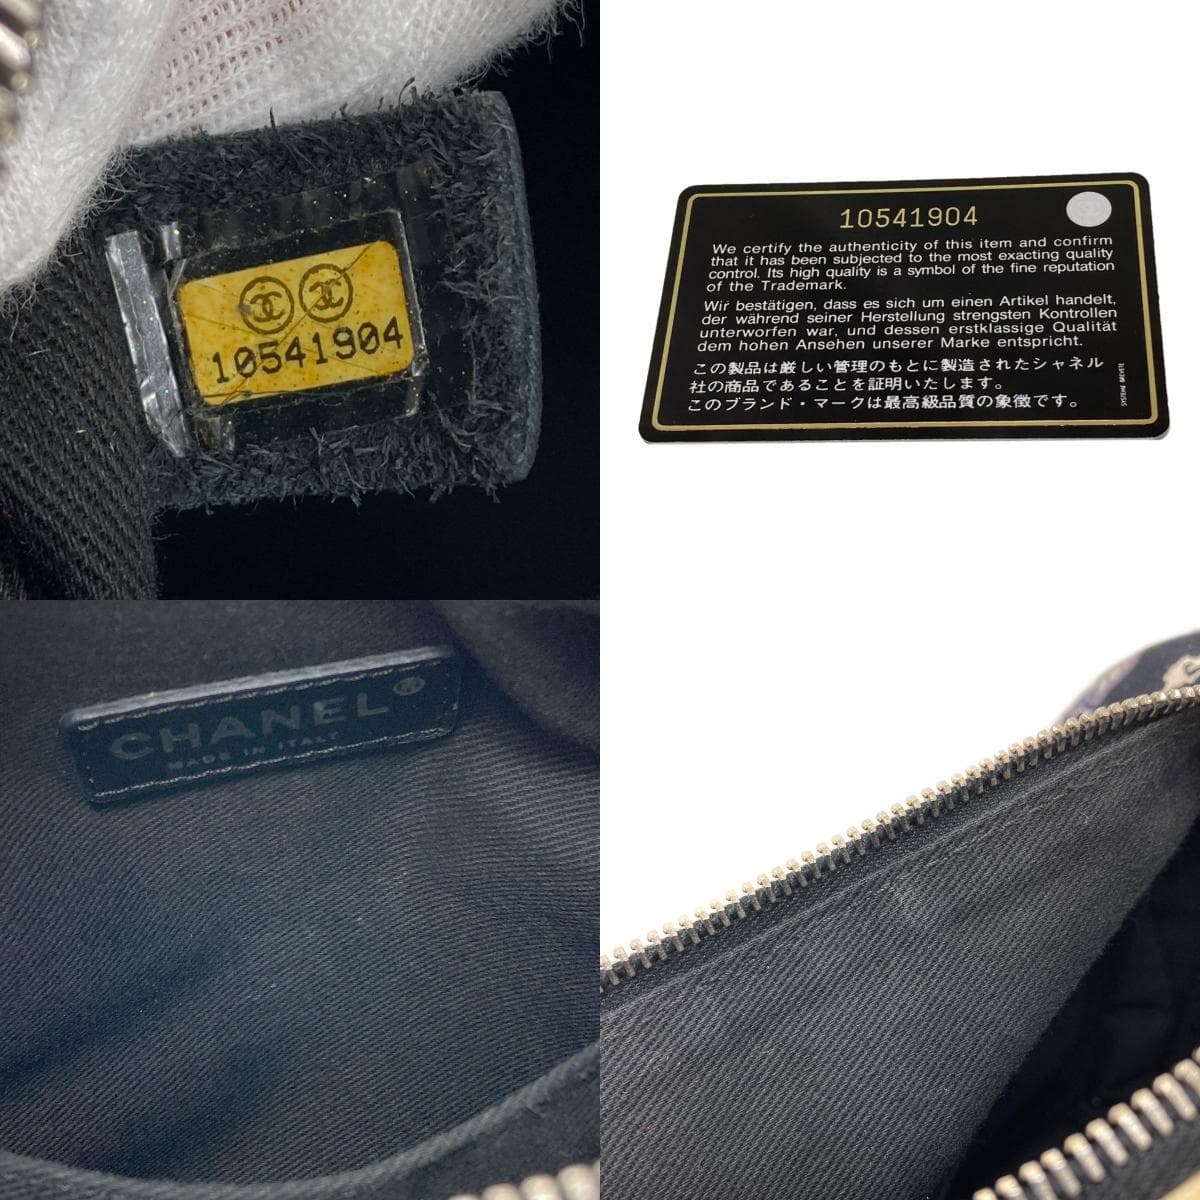 10541904
10541904
We certify the authenticity of this item and confirm
that it has been subjected to the most exacting quality
control. Its high quality is a symbol of the fine reputation
of the Trademark.
Wir bestätigen, dass es sich um einen Artikel handelt,
der während seiner Herstellung strengsten Kontrollen
unterworfen war, und dessen erstklassige Qualität
dem hohen Ansehen unserer Marke entspricht.
この製品は厳しい管理のもとに製造されたシャネル
社の商品であることを証明いたします。
このブランド・マークは最高級品質の象徴です。
SYSTEME BREVETE
CHANEL®
MADE IN ITALY